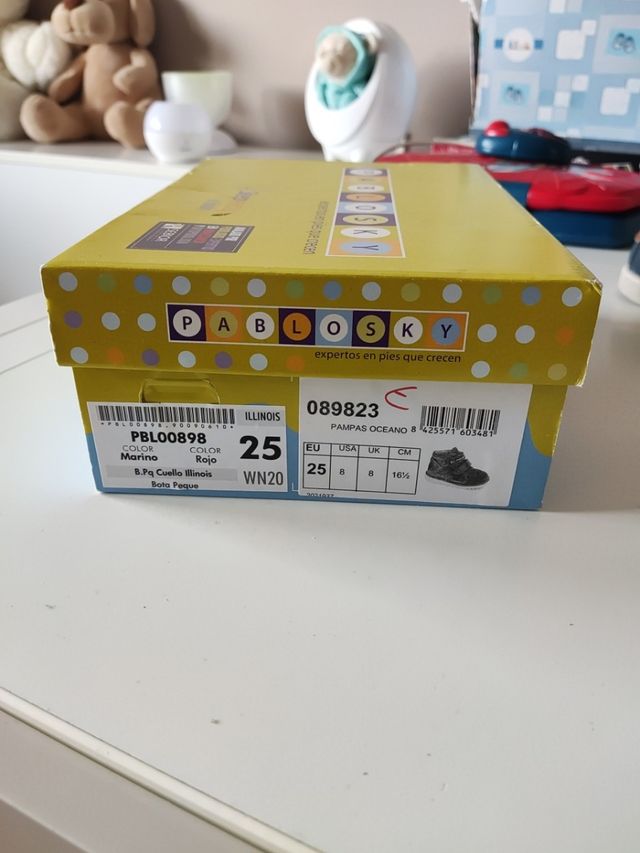 PABLOSKY
PABLOSKY
expertos en pies que crecen
ILLINOIS
PBL00898
COLOR COLOR
Marino Rojo
25
B.Pq Cuello Illinois
WN20
Bota Peque
089823
PAMPAS OCEANO
8 425571 603481
EU USA UK CM
25 8 8 16½